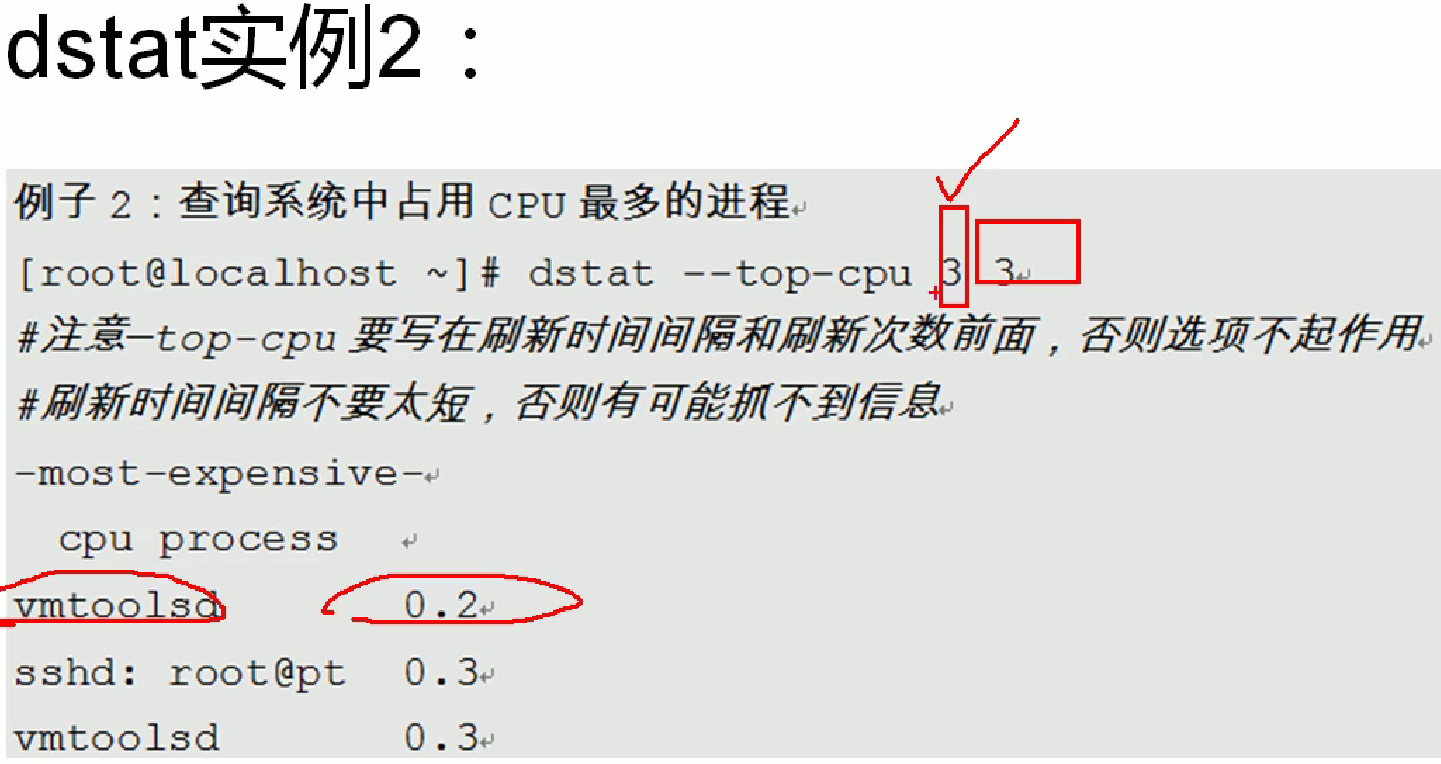 dstat实例2：
例子 2：查询系统中占用 CPU 最多的进程↵
[root@localhost ~]# dstat --top-cpu 3 3↵
#注意—top-cpu 要写在刷新时间间隔和刷新次数前面，否则选项不起作用↵
#刷新时间间隔不要太短，否则有可能抓不到信息↵
-most-expensive-↵
cpu process ↵
vmtoolsd 0.2↵
sshd: root@pt 0.3↵
vmtoolsd 0.3↵